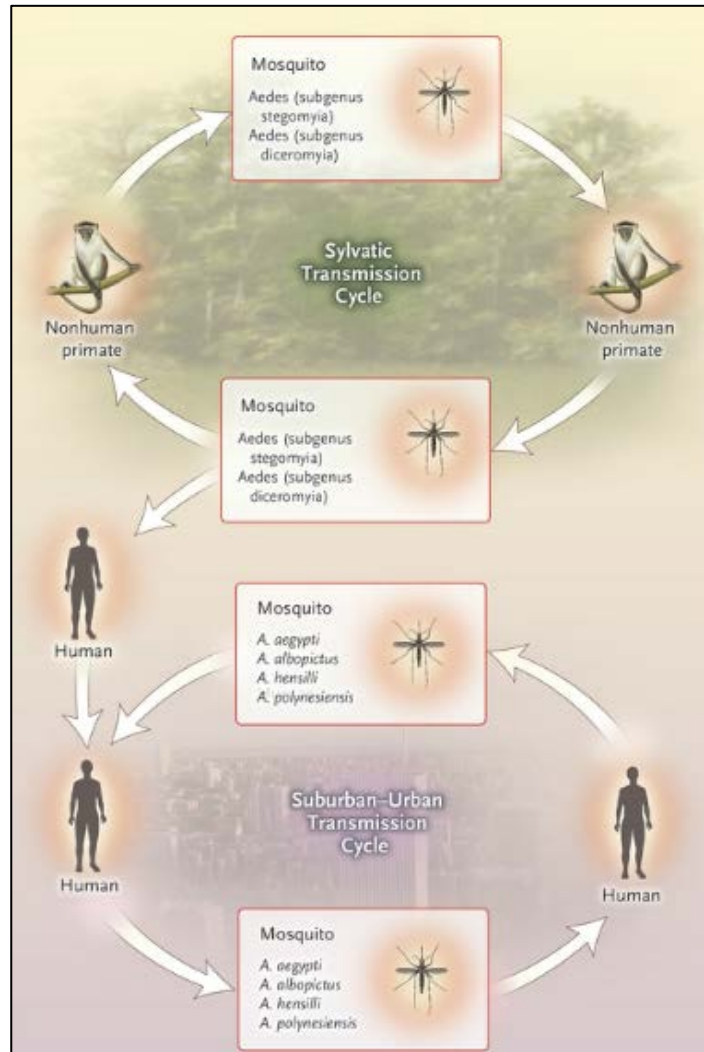 Mosquito
Aedes (subgenus
stegomyia)
Aedes (subgenus
diceromyia)
Sylvatic
Transmission
Cycle
Nonhuman
primate
Nonhuman
primate
Mosquito
Aedes (subgenus
stegomyia)
Aedes (subgenus
diceromyia)
Human
Mosquito
A. aegypti
A. albopictus
A. hensilli
A. polynesiensis
Suburban–Urban
Transmission
Cycle
Human
Human
Mosquito
A. aegypti
A. albopictus
A. hensilli
A. polynesiensis